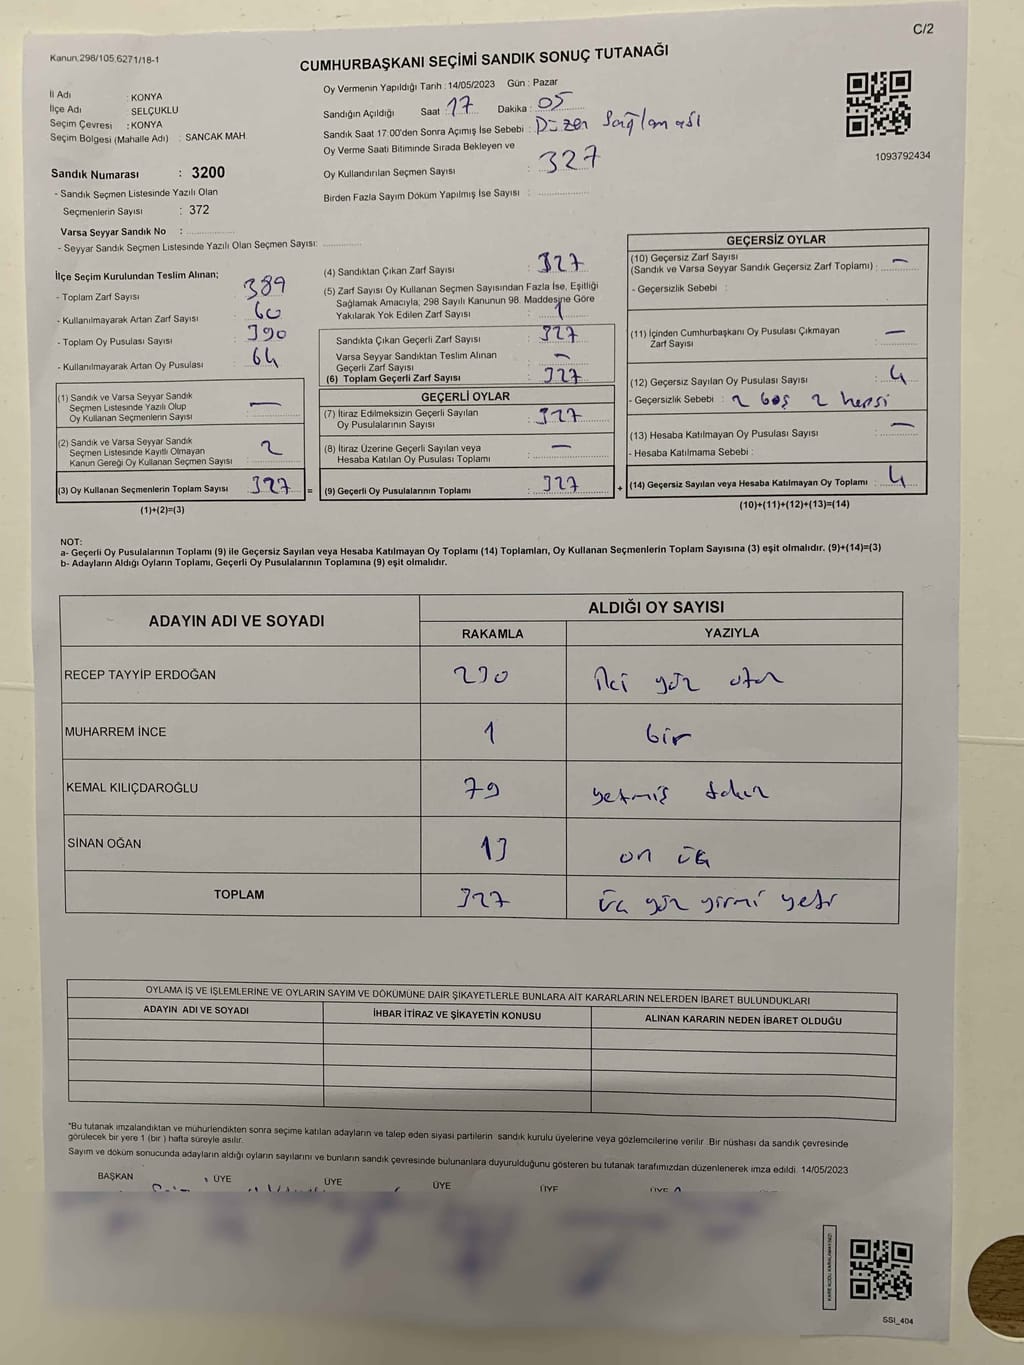 C/2
Kanun.298/105,6271/18-1
CUMHURBAŞKANI SEÇİMİ SANDIK SONUÇ TUTANAĞI
İl Adı : KONYA
İlçe Adı SELÇUKLU
Seçim Çevresi : KONYA
Seçim Bölgesi (Mahalle Adı) : SANCAK MAH.
Oy Vermenin Yapıldığı Tarih : 14/05/2023 Gün : Pazar
Sandığın Açıldığı Saat 17 Dakika : 05
Sandık Saat 17:00'den Sonra Açımış İse Sebebi : Düzen Sağlaması
Oy Verme Saati Bitiminde Sırada Bekleyen ve
Oy Kullandırılan Seçmen Sayısı : 327
Birden Fazla Sayım Döküm Yapılmış İse Sayısı :
1093792434
Sandık Numarası : 3200
- Sandık Seçmen Listesinde Yazılı Olan
Seçmenlerin Sayısı : 372
Varsa Seyyar Sandık No :
- Seyyar Sandık Seçmen Listesinde Yazılı Olan Seçmen Sayısı:
İlçe Seçim Kurulundan Teslim Alınan;
- Toplam Zarf Sayısı 389
- Kullanılmayarak Artan Zarf Sayısı 60
- Toplam Oy Pusulası Sayısı 390
- Kullanılmayarak Artan Oy Pusulası 64
(1) Sandık ve Varsa Seyyar Sandık
Seçmen Listesinde Yazılı Olup
Oy Kullanan Seçmenlerin Sayısı : —
(2) Sandık ve Varsa Seyyar Sandık
Seçmen Listesinde Kayıtlı Olmayan
Kanun Gereği Oy Kullanan Seçmen Sayısı 2
(3) Oy Kullanan Seçmenlerin Toplam Sayısı 327 =
(1)+(2)=(3)
(4) Sandıktan Çıkan Zarf Sayısı : 327
(5) Zarf Sayısı Oy Kullanan Seçmen Sayısından Fazla İse, Eşitliği
Sağlamak Amacıyla, 298 Sayılı Kanunun 98. Maddesine Göre
Yakılarak Yok Edilen Zarf Sayısı : 1
Sandıkta Çıkan Geçerli Zarf Sayısı : 327
Varsa Seyyar Sandıktan Teslim Alınan
Geçerli Zarf Sayısı : —
(6) Toplam Geçerli Zarf Sayısı : 327
GEÇERLİ OYLAR
(7) İtiraz Edilmeksizin Geçerli Sayılan
Oy Pusulalarının Sayısı : 327
(8) İtiraz Üzerine Geçerli Sayılan veya
Hesaba Katılan Oy Pusulası Toplamı : —
(9) Geçerli Oy Pusulalarının Toplamı : 327 +
GEÇERSİZ OYLAR
(10) Geçersiz Zarf Sayısı
(Sandık ve Varsa Seyyar Sandık Geçersiz Zarf Toplamı) : —
- Geçersizlik Sebebi :
(11) İçinden Cumhurbaşkanı Oy Pusulası Çıkmayan
Zarf Sayısı : —
(12) Geçersiz Sayılan Oy Pusulası Sayısı : 4
- Geçersizlik Sebebi : 2 boş 2 hepsi
(13) Hesaba Katılmayan Oy Pusulası Sayısı : —
- Hesaba Katılmama Sebebi :
(14) Geçersiz Sayılan veya Hesaba Katılmayan Oy Toplamı : 4
(10)+(11)+(12)+(13)=(14)
NOT:
a- Geçerli Oy Pusulalarının Toplamı (9) ile Geçersiz Sayılan veya Hesaba Katılmayan Oy Toplamı (14) Toplamları, Oy Kullanan Seçmenlerin Toplam Sayısına (3) eşit olmalıdır. (9)+(14)=(3)
b- Adayların Aldığı Oyların Toplamı, Geçerli Oy Pusulalarının Toplamına (9) eşit olmalıdır.
ADAYIN ADI VE SOYADI
ALDIĞI OY SAYISI
RAKAMLA YAZIYLA
RECEP TAYYİP ERDOĞAN 230 iki yüz otuz
MUHARREM İNCE 1 bir
KEMAL KILIÇDAROĞLU 79 yetmiş dokuz
SİNAN OĞAN 13 on üç
TOPLAM 327 üç yüz yirmi yedi
OYLAMA İŞ VE İŞLEMLERİNE VE OYLARIN SAYIM VE DÖKÜMÜNE DAİR ŞİKAYETLERLE BUNLARA AİT KARARLARIN NELERDEN İBARET BULUNDUKLARI
ADAYIN ADI VE SOYADI İHBAR İTİRAZ VE ŞİKAYETİN KONUSU ALINAN KARARIN NEDEN İBARET OLDUĞU
*Bu tutanak imzalandıktan ve mühürlendikten sonra seçime katılan adayların ve talep eden siyasi partilerin sandık kurulu üyelerine veya gözlemcilerine verilir. Bir nüshası da sandık çevresinde
görülecek bir yere 1 (bir ) hafta süreyle asılır.
Sayım ve döküm sonucunda adayların aldığı oyların sayılarını ve bunların sandık çevresinde bulunanlara duyurulduğunu gösteren bu tutanak tarafımızdan düzenlenerek imza edildi. 14/05/2023
BAŞKAN ÜYE ÜYE ÜYE ÜYE ÜYE
SSI_404